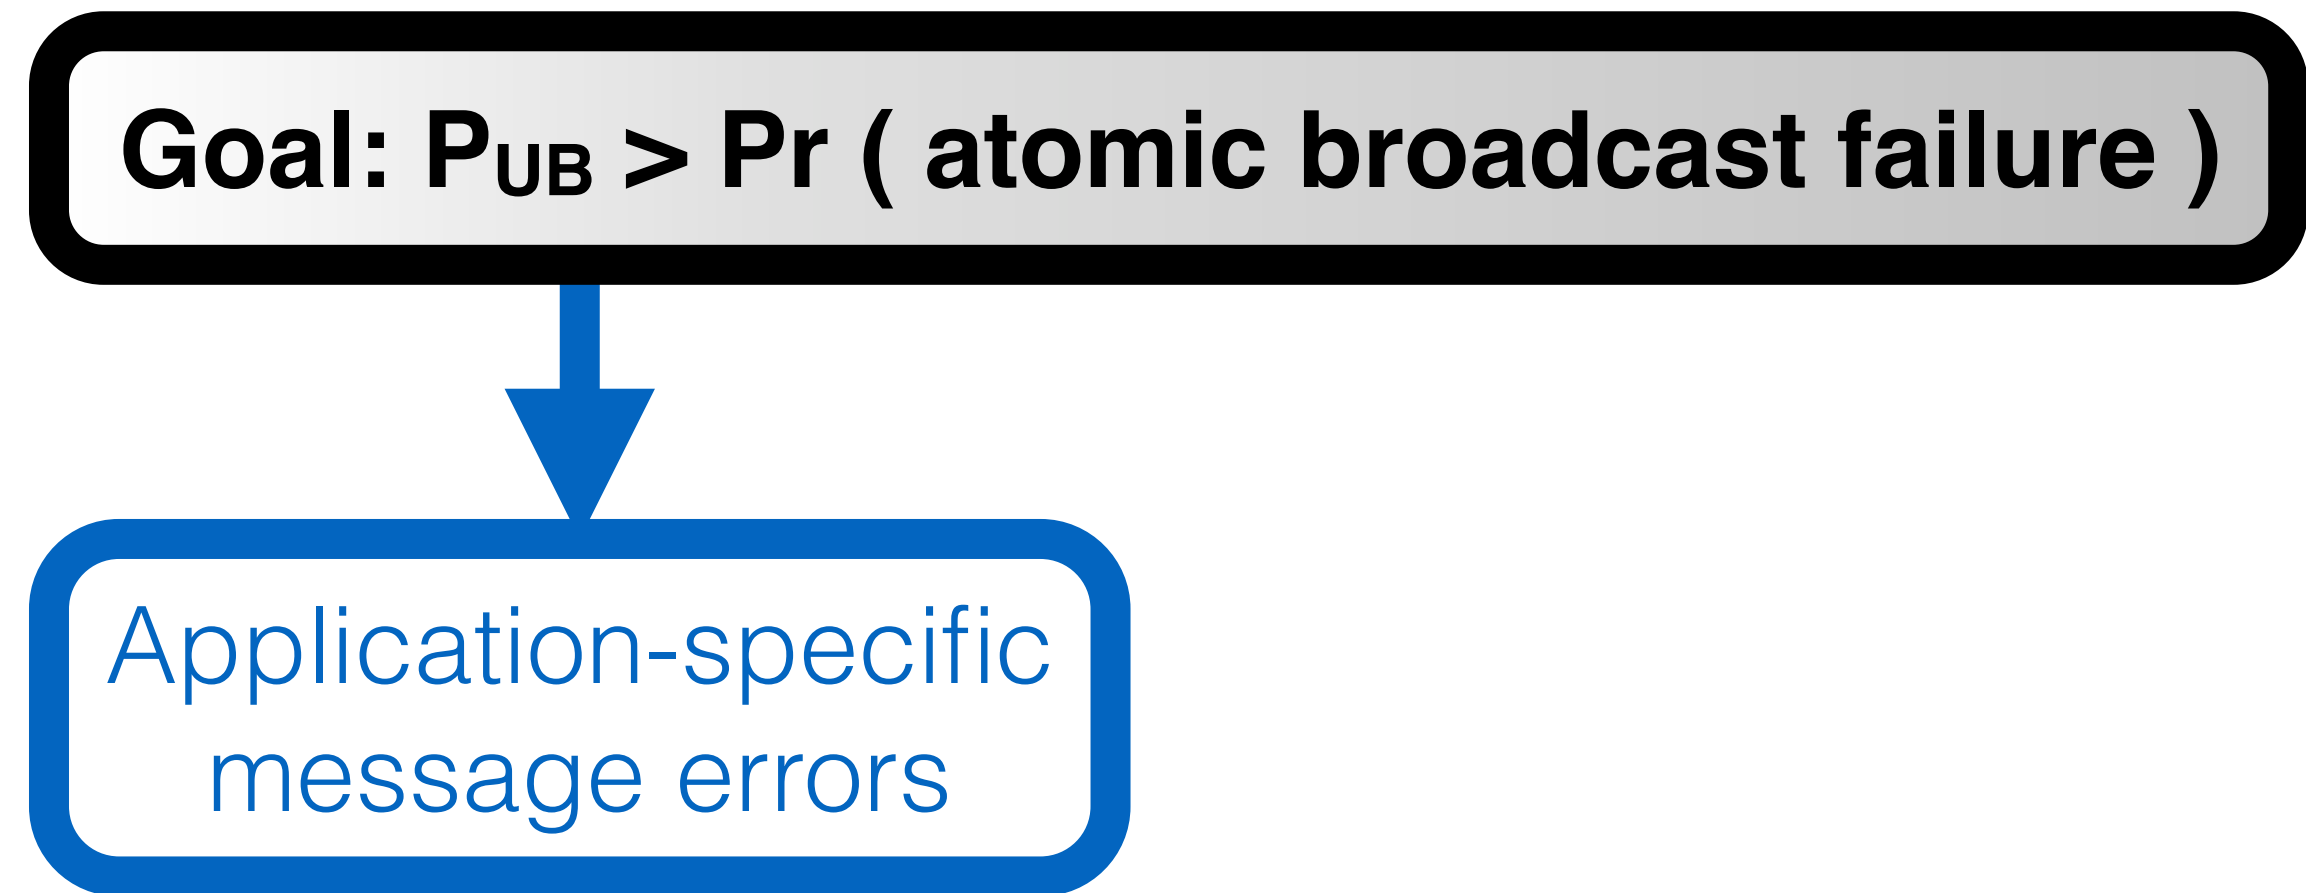 Goal: PUB > Pr ( atomic broadcast failure )
Application-specific
message errors